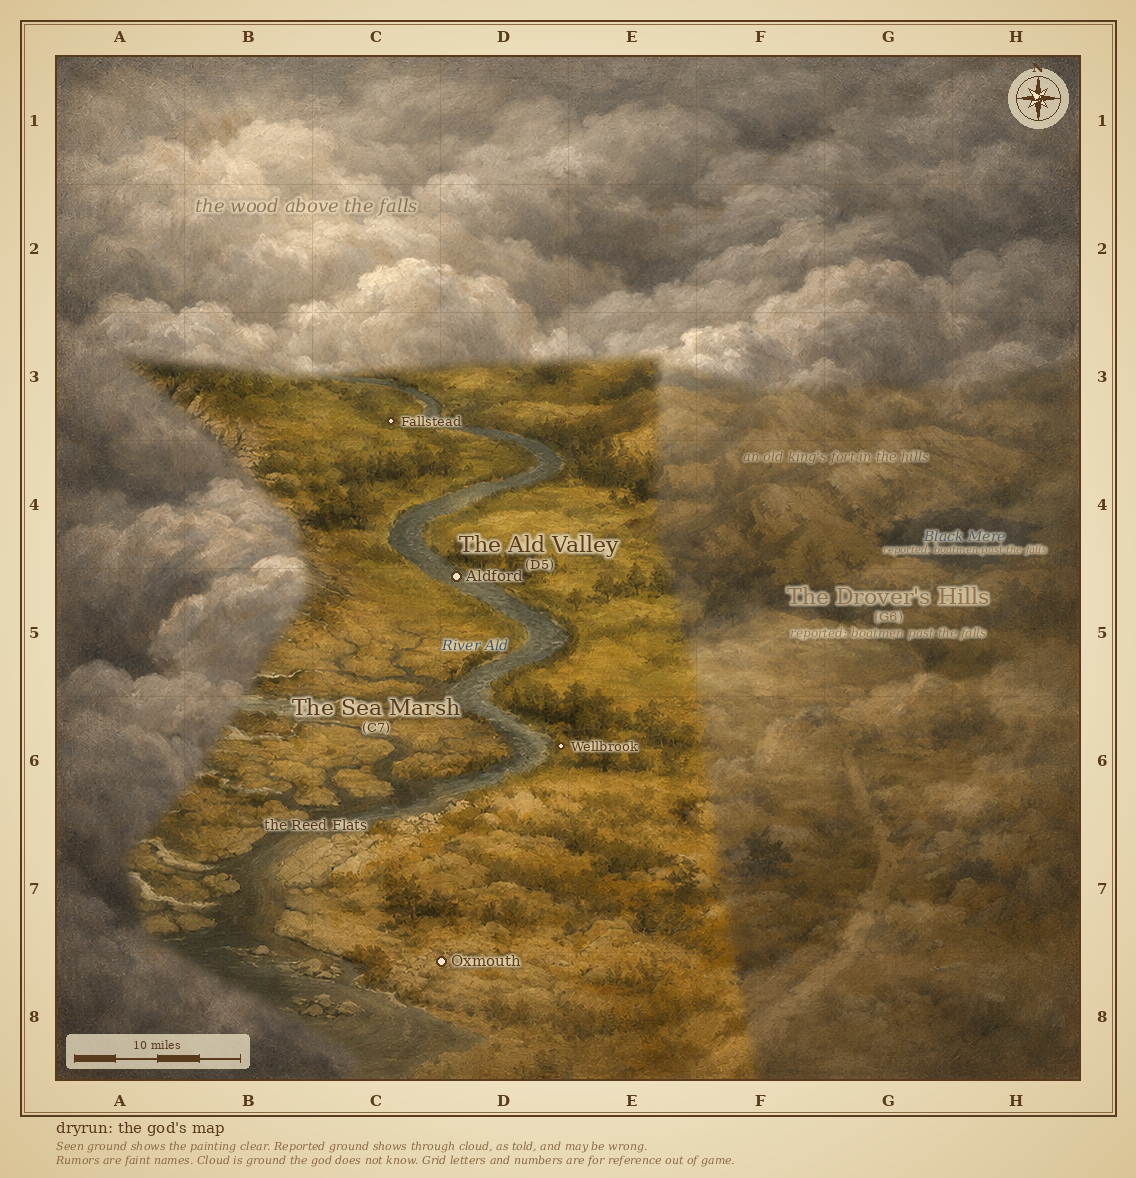 A B C D E F G H
N
1 1
the wood above the falls
2 2
3 3
Fallstead
an old king's fort in the hills
4 4
Black Mere
The Ald Valley
reported: boatmen past the falls
(D5)
Aldford
The Drover's Hills
(G6)
5 5
reported: boatmen past the falls
River Ald
The Sea Marsh
(C7)
Wellbrook
6 6
the Reed Flats
7 7
Oxmouth
8 8
10 miles
A B C D E F G H
dryrun: the god's map
Seen ground shows the painting clear. Reported ground shows through cloud, as told, and may be wrong.
Rumors are faint names. Cloud is ground the god does not know. Grid letters and numbers are for reference out of game.